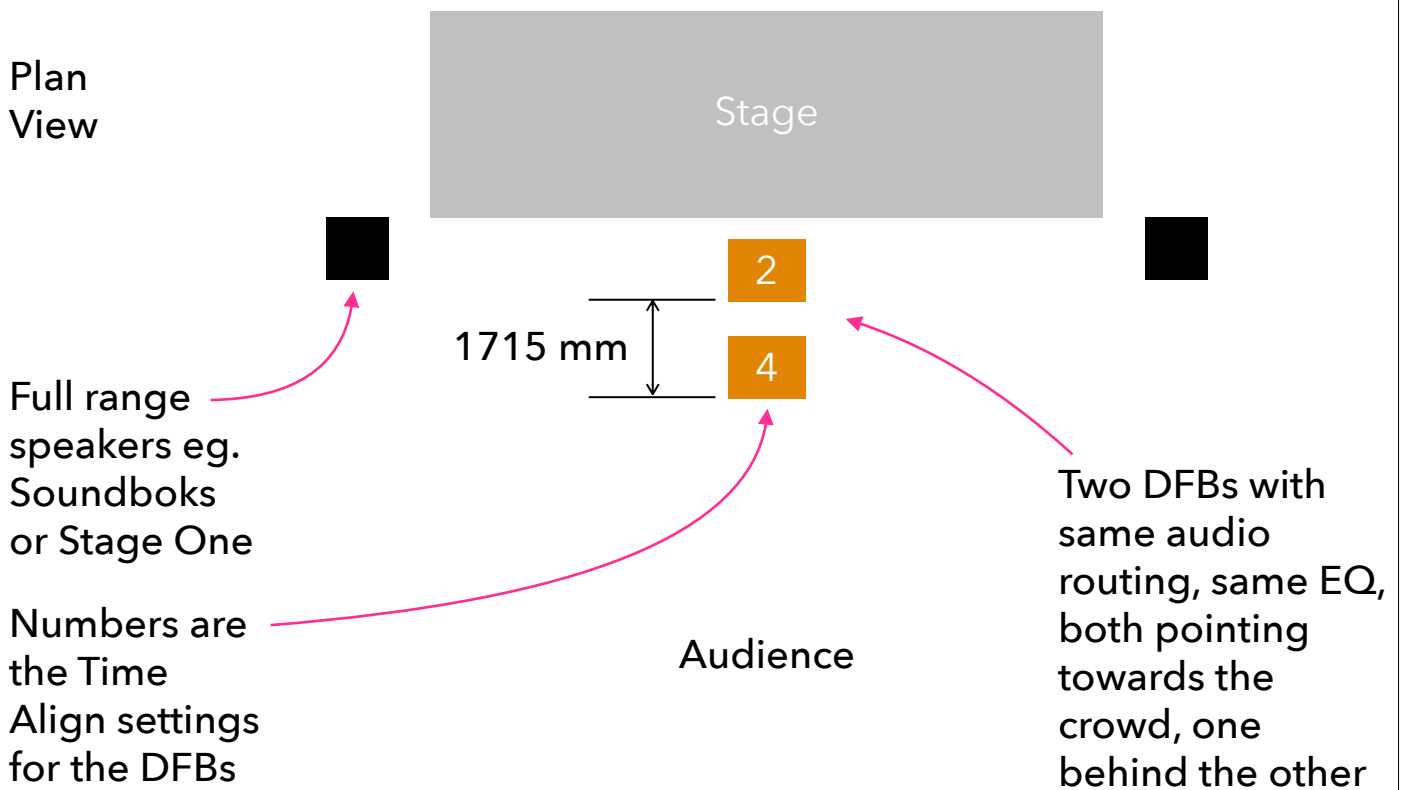 Plan
View
Stage
2
1715 mm
4
Full range
speakers eg.
Soundboks
or Stage One
Numbers are
the Time
Align settings
for the DFBs
Audience
Two DFBs with
same audio
routing, same EQ,
both pointing
towards the
crowd, one
behind the other